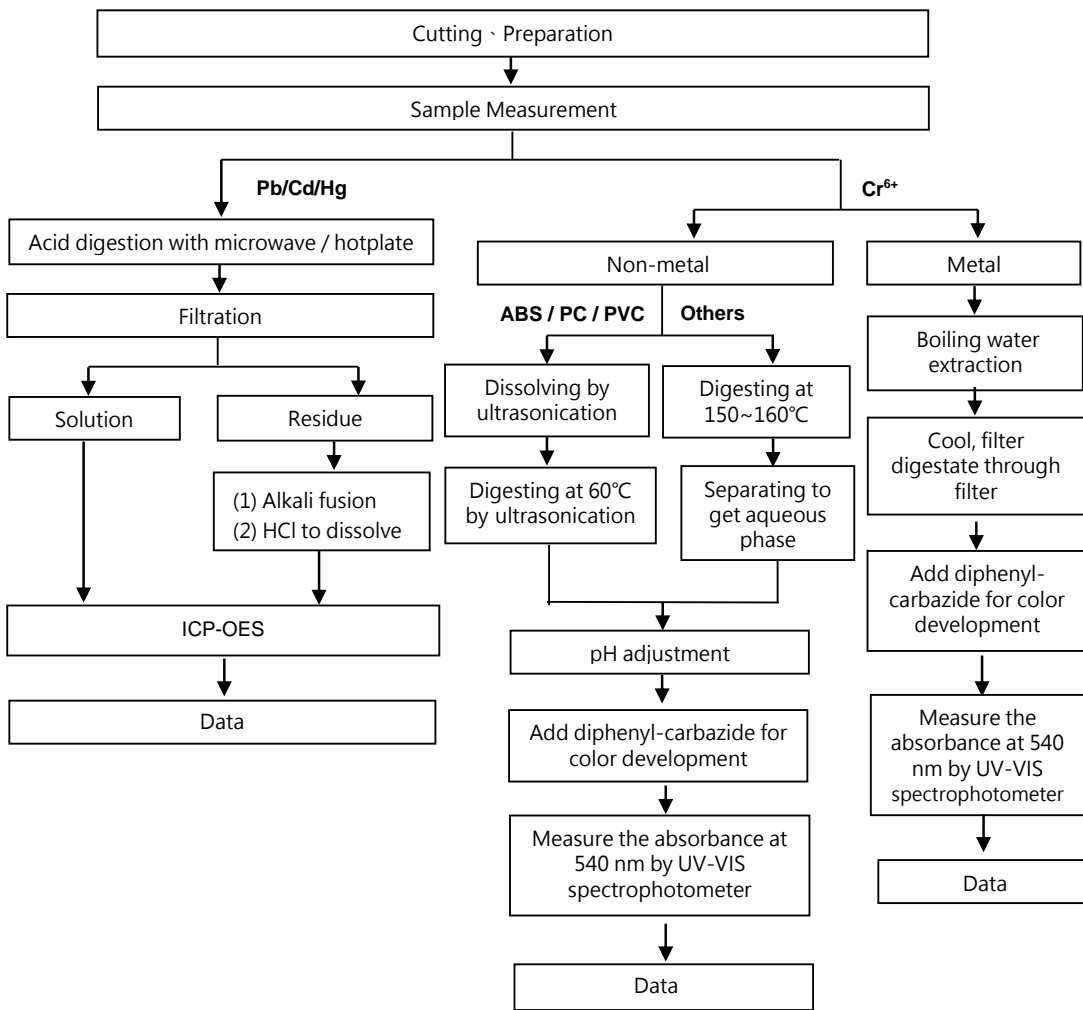 Cutting、Preparation
Sample Measurement
Pb/Cd/Hg
Cr⁶⁺
Acid digestion with microwave / hotplate
Filtration
Solution
Residue
(1) Alkali fusion
(2) HCl to dissolve
ICP-OES
Data
Non-metal
ABS / PC / PVC
Others
Dissolving by
ultrasonication
Digesting at
150~160℃
Digesting at 60℃
by ultrasonication
Separating to
get aqueous
phase
pH adjustment
Add diphenyl-carbazide for
color development
Measure the absorbance at
540 nm by UV-VIS
spectrophotometer
Data
Metal
Boiling water
extraction
Cool, filter
digestate through
filter
Add diphenyl-
carbazide for color
development
Measure the
absorbance at 540
nm by UV-VIS
spectrophotometer
Data